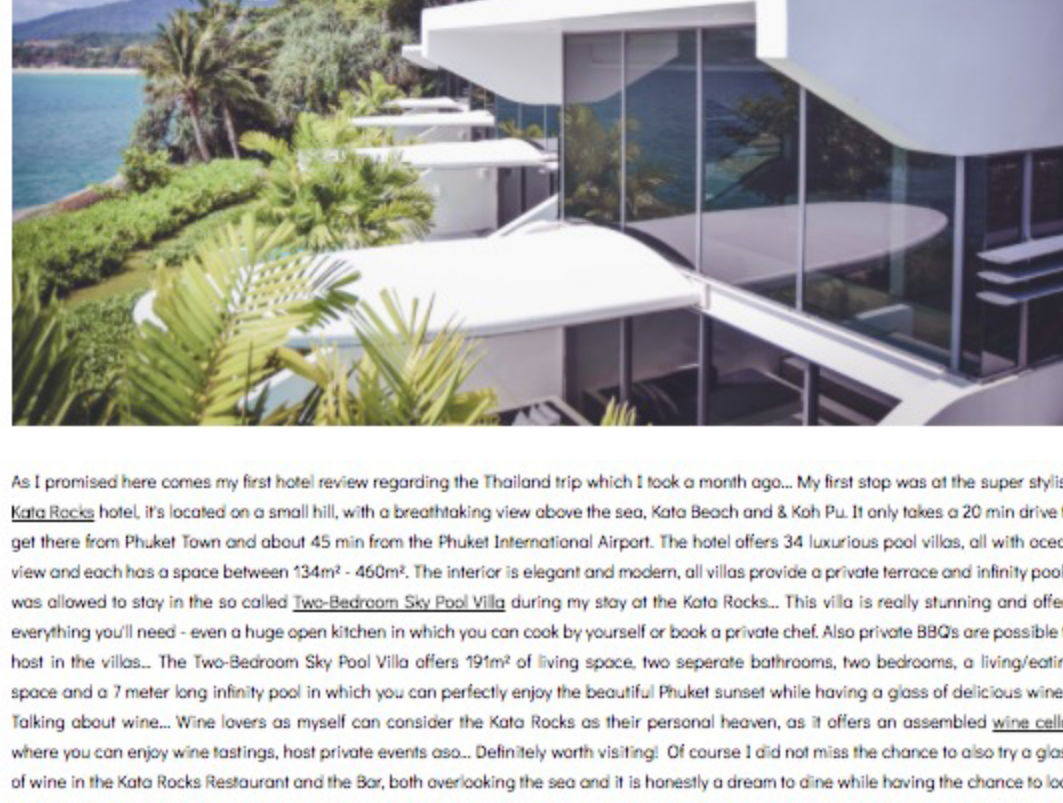 As I promised here comes my first hotel review regarding the Thailand trip which I took a month ago... My first stop was at the super
Kata Rocks hotel, it's located on a small hill, with a breathtaking view above the sea, Kata Beach and & Koh Pu. It only takes a 20 min drive
get there from Phuket Town and about 45 min from the Phuket International Airport. The hotel offers 34 luxurious pool villas, all with
view and each has a space between 134m² - 460m². The interior is elegant and modern, all villas provide a private terrace and infinity
was allowed to stay in the so called Two-Bedroom Sky Pool Villa during my stay at the Kata Rocks... This villa is really stunning and
everything you'll need - even a huge open kitchen in which you can cook by yourself or book a private chef. Also private BBQ's are possible
host in the villas... The Two-Bedroom Sky Pool Villa offers 191m² of living space, two seperate bathrooms, two bedrooms, a
space and a 7 meter long infinity pool in which you can perfectly enjoy the beautiful Phuket sunset while having a glass of delicious wine
Talking about wine... Wine lovers as myself can consider the Kata Rocks as their personal heaven, as it offers an assembled wine
where you can enjoy wine tastings, host private events aso... Definitely worth visiting! Of course I did not miss the chance to also try a
of wine in the Kata Rocks Restaurant and the Bar, both overlooking the sea and it is honestly a dream to dine while having the chance to